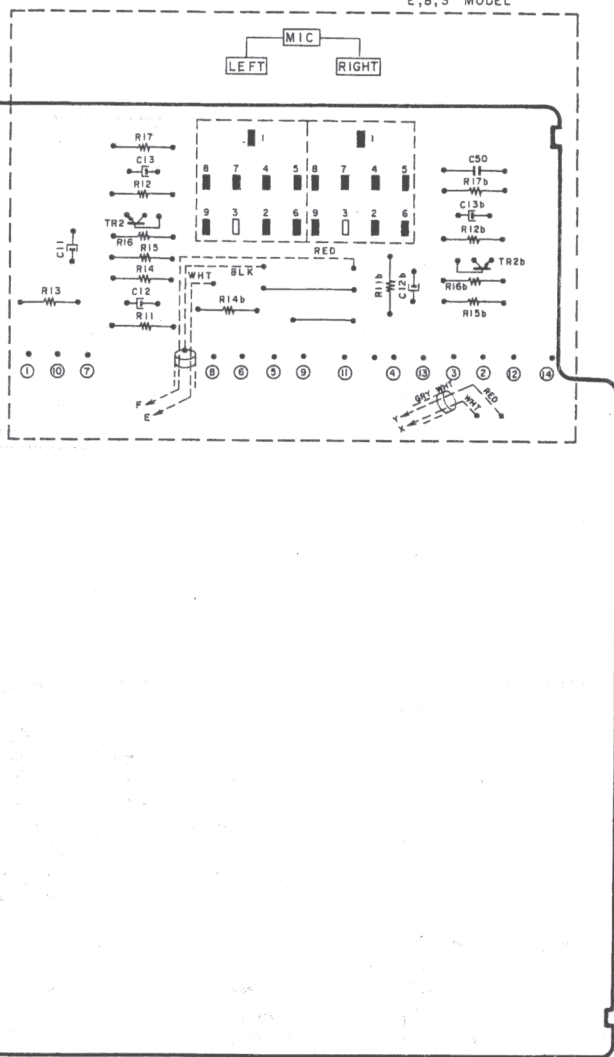 E,B,S MODEL
MIC
LEFT RIGHT
R17
1 1
C13
C50
8 7 4 5 8 7 4 5
R12
R17b
C13b
9 3 2 6 9 3 2 6
TR2
R12b
C11
R16
RED
R15
TR2b
R14
WHT
BLK
R11b
C12b
R16b
R13
C12
R14b
R15b
R11
1 10 7 8 6 5 9 11 4 13 3 2 12 14
GRY WHT RED
WHT
F
E
Y
X